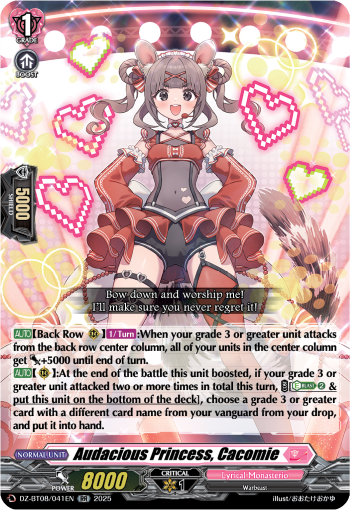 1
GRADE
BOOST
5000
SHIELD
Bow down and worship me!
I'll make sure you never regret it!
AUTO【Back Row】1/Turn:When your grade 3 or greater unit attacks
from the back row center column, all of your units in the center column
get +5000 until end of turn.
AUTO【】:At the end of the battle this unit boosted, if your grade 3 or
greater unit attacked two or more times in total this turn, [BLAST 2 &
put this unit on the bottom of the deck], choose a grade 3 or greater
card with a different card name from your vanguard from your drop,
and put it into hand.
NORMAL UNIT Audacious Princess, Cacomie
POWER 8000 CRITICAL 1 Lyrical Monasterio
Warbeast
DZ-BT08/041EN RR 2025 illust/おおたけおかゆ